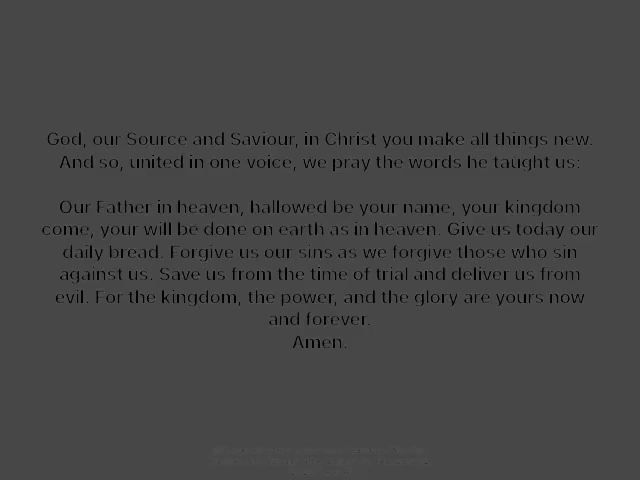 God, our Source and Saviour, in Christ you make all things new.
And so, united in one voice, we pray the words he taught us:
Our Father in heaven, hallowed be your name, your kingdom
come, your will be done on earth as in heaven. Give us today our
daily bread. Forgive us our sins as we forgive those who sin
against us. Save us from the time of trial and deliver us from
evil. For the kingdom, the power, and the glory are yours now
and forever.
Amen.